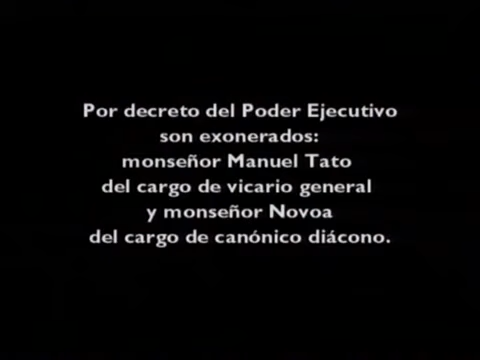 Por decreto del Poder Ejecutivo
son exonerados:
monseñor Manuel Tato
del cargo de vicario general
y monseñor Novoa
del cargo de canónico diácono.